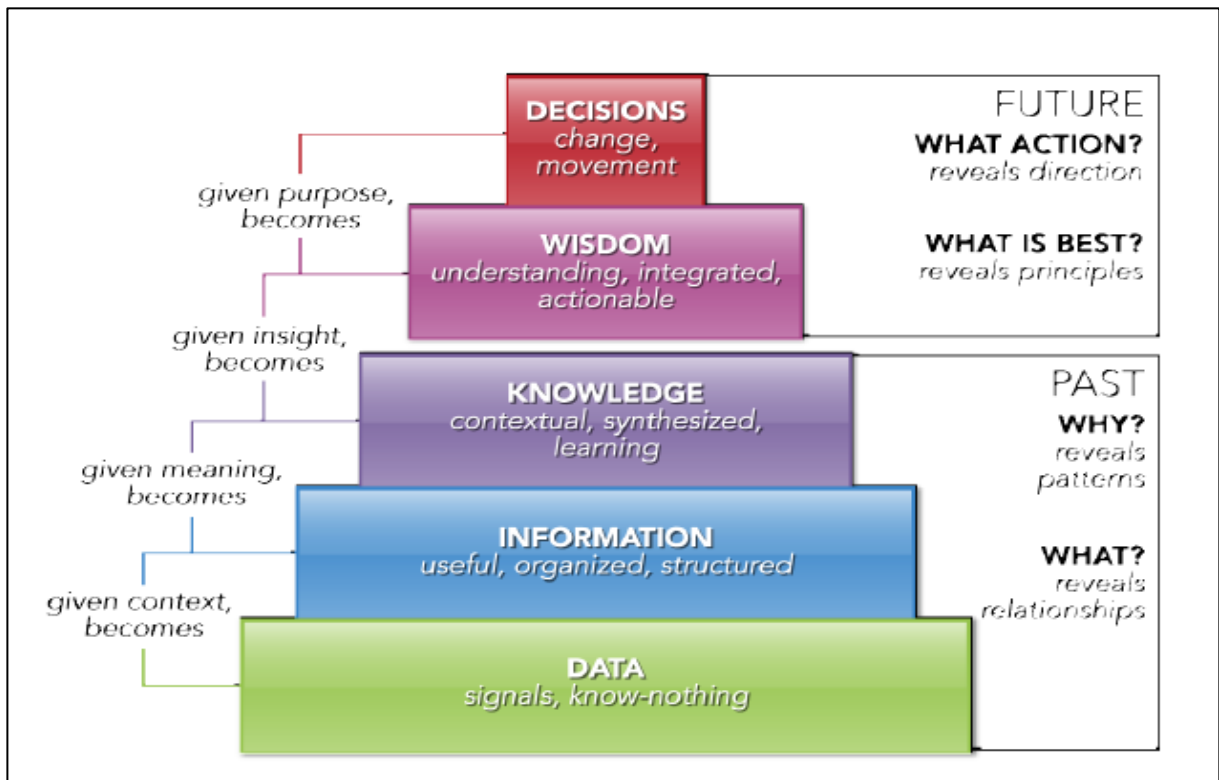 DECISIONS
change,
movement
given purpose,
becomes
WISDOM
understanding, integrated,
actionable
given insight,
becomes
KNOWLEDGE
contextual, synthesized,
learning
given meaning,
becomes
INFORMATION
useful, organized, structured
given context,
becomes
DATA
signals, know-nothing
FUTURE
WHAT ACTION?
reveals direction
WHAT IS BEST?
reveals principles
PAST
WHY?
reveals
patterns
WHAT?
reveals
relationships